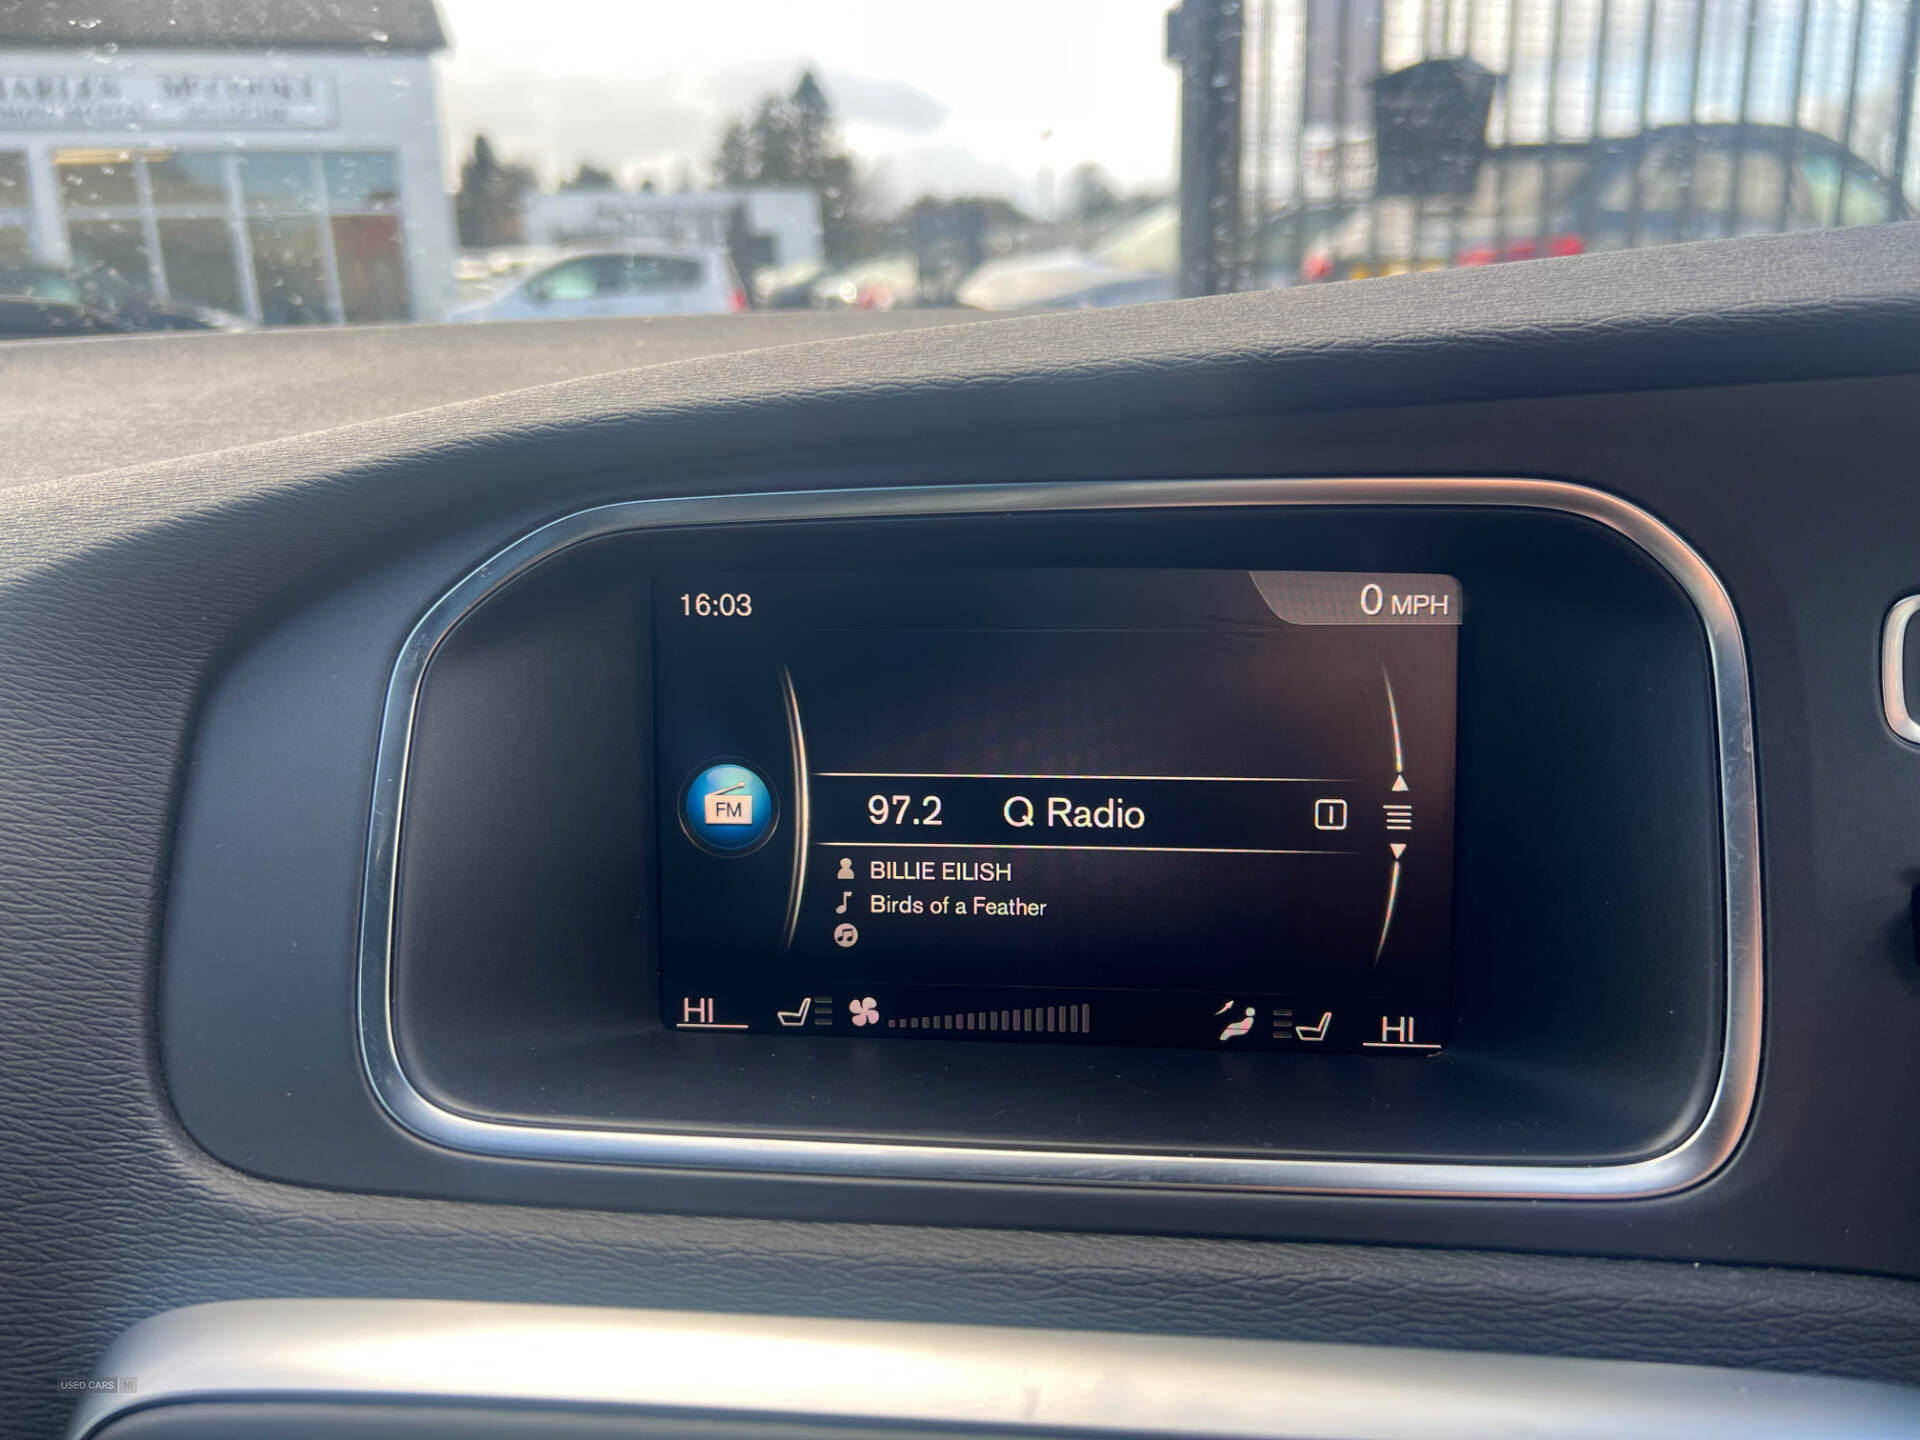 16:03
0 MPH
FM
97.2 Q Radio
BILLIE EILISH
Birds of a Feather
HI
HI
USED CARS NI